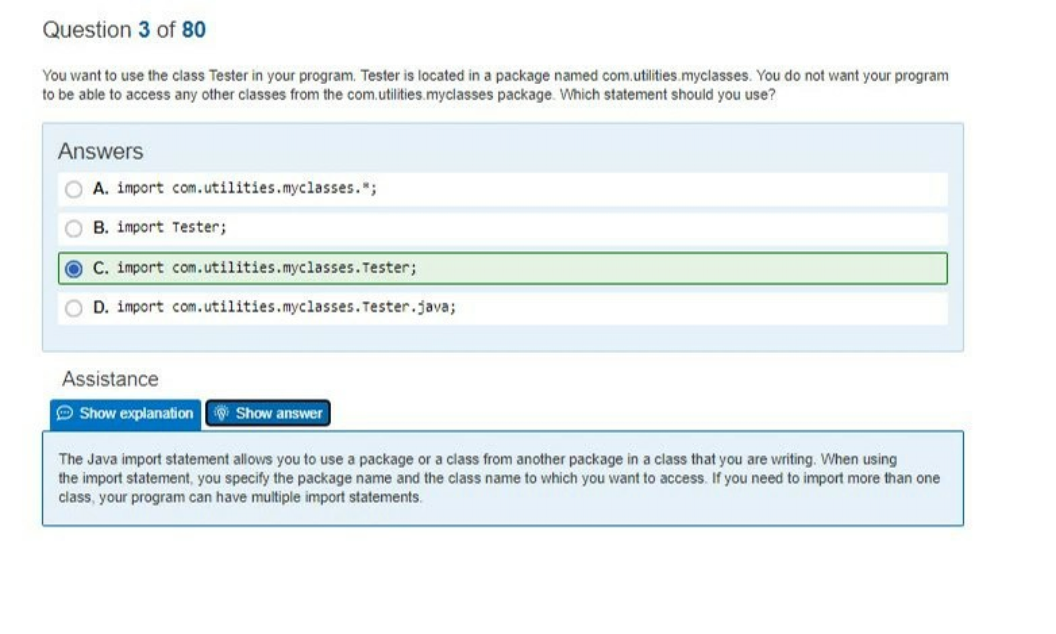 Question 3 of 80
You want to use the class Tester in your program. Tester is located in a package named com.utilities.myclasses. You do not want your program
to be able to access any other classes from the com.utilities.myclasses package. Which statement should you use?
Answers
A. import com.utilities.myclasses.*;
B. import Tester;
C. import com.utilities.myclasses.Tester;
D. import com.utilities.myclasses.Tester.java;
Assistance
Show explanation Show answer
The Java import statement allows you to use a package or a class from another package in a class that you are writing. When using
the import statement, you specify the package name and the class name to which you want to access. If you need to import more than one
class, your program can have multiple import statements.